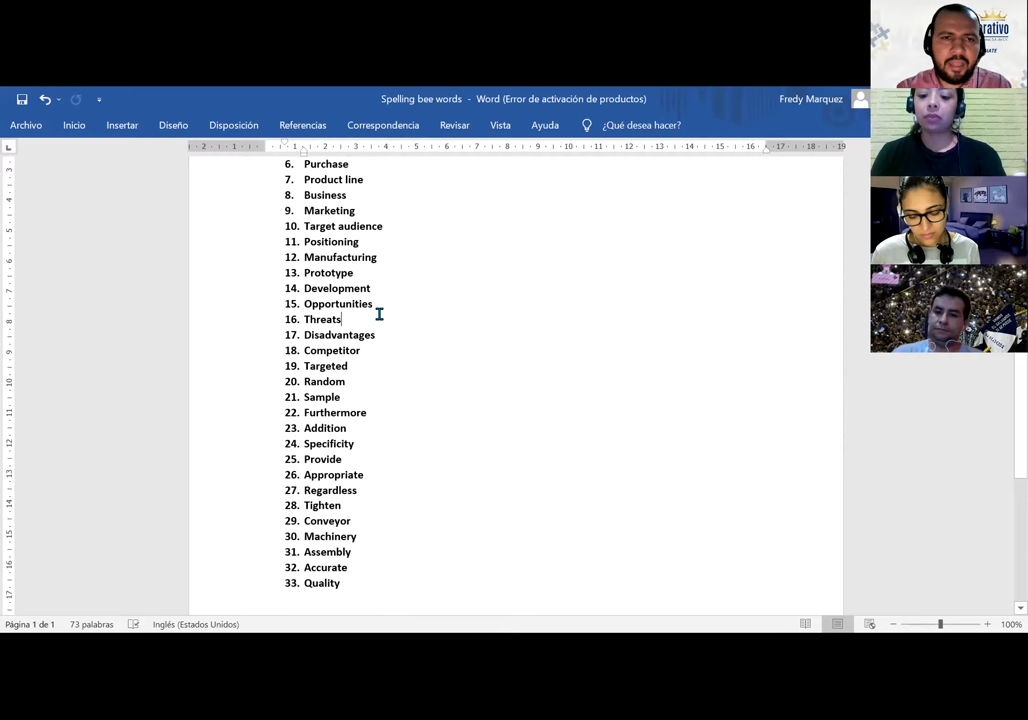 Spelling bee words - Word (Error de activación de productos)
Fredy Marquez
Archivo Inicio Insertar Diseño Disposición Referencias Correspondencia Revisar Vista Ayuda ¿Qué desea hacer?
6. Purchase
7. Product line
8. Business
9. Marketing
10. Target audience
11. Positioning
12. Manufacturing
13. Prototype
14. Development
15. Opportunities
16. Threats
17. Disadvantages
18. Competitor
19. Targeted
20. Random
21. Sample
22. Furthermore
23. Addition
24. Specificity
25. Provide
26. Appropriate
27. Regardless
28. Tighten
29. Conveyor
30. Machinery
31. Assembly
32. Accurate
33. Quality
Página 1 de 1 73 palabras Inglés (Estados Unidos) 100%